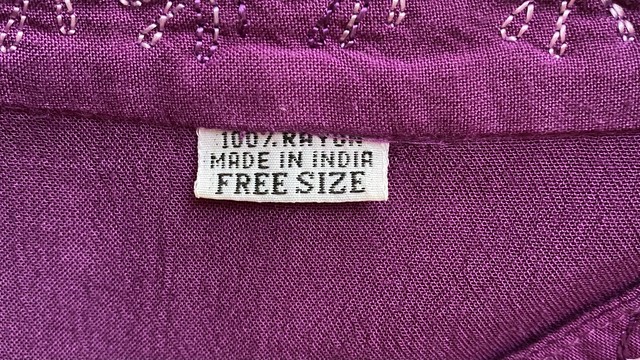 100% RAYON
MADE IN INDIA
FREE SIZE